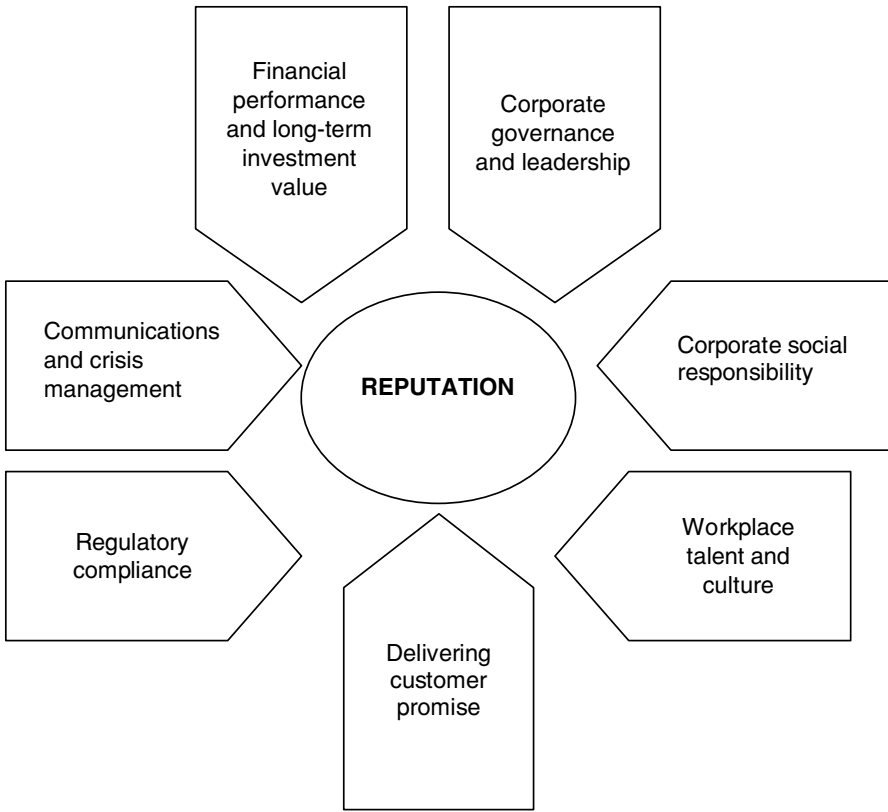 Financial
performance
and long-term
investment
value
Corporate
governance
and leadership
Communications
and crisis
management
REPUTATION
Corporate social
responsibility
Regulatory
compliance
Workplace
talent and
culture
Delivering
customer
promise